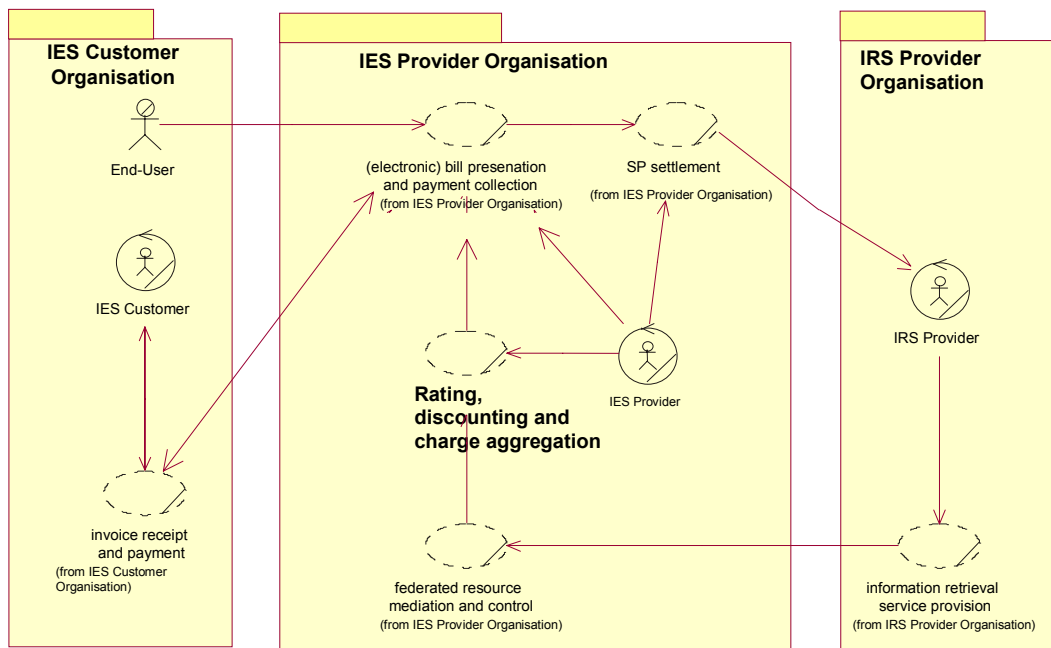 IES Customer
Organisation
End-User
IES Customer
invoice receipt
and payment
(from IES Customer
Organisation)
IES Provider Organisation
(electronic) bill presenation
and payment collection
(from IES Provider Organisation)
SP settlement
(from IES Provider Organisation)
Rating,
discounting and
charge aggregation
IES Provider
federated resource
mediation and control
(from IES Provider Organisation)
IRS Provider
Organisation
IRS Provider
information retrieval
service provision
(from IRS Provider Organisation)